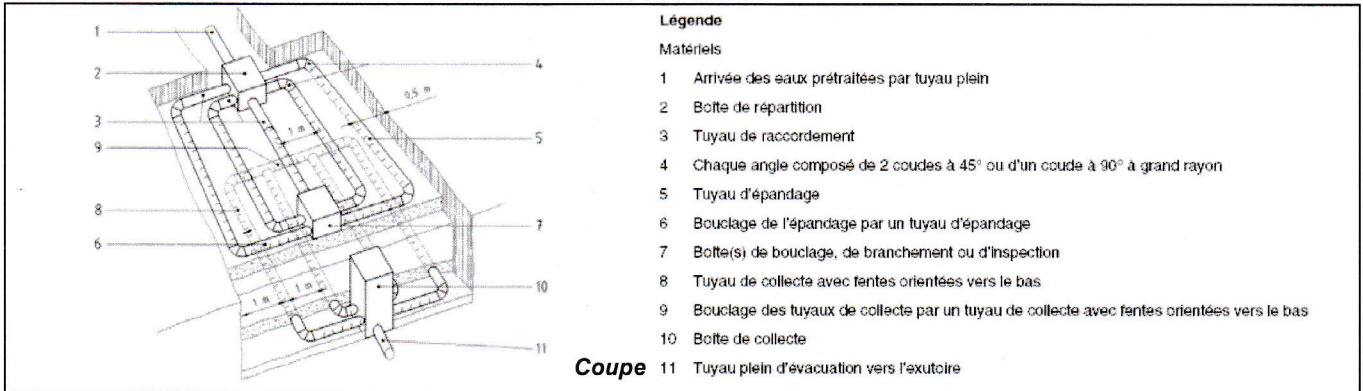 1
2
3
9
8
6
4
0,5 m
1 m
5
7
1 m
1 m
10
11
Coupe
Légende
Matériels
1 Arrivée des eaux prétraitées par tuyau plein
2 Boîte de répartition
3 Tuyau de raccordement
4 Chaque angle composé de 2 coudes à 45° ou d'un coude à 90° à grand rayon
5 Tuyau d'épandage
6 Bouclage de l'épandage par un tuyau d'épandage
7 Boîte(s) de bouclage, de branchement ou d'inspection
8 Tuyau de collecte avec fentes orientées vers le bas
9 Bouclage des tuyaux de collecte par un tuyau de collecte avec fentes orientées vers le bas
10 Boîte de collecte
11 Tuyau plein d'évacuation vers l'exutoire